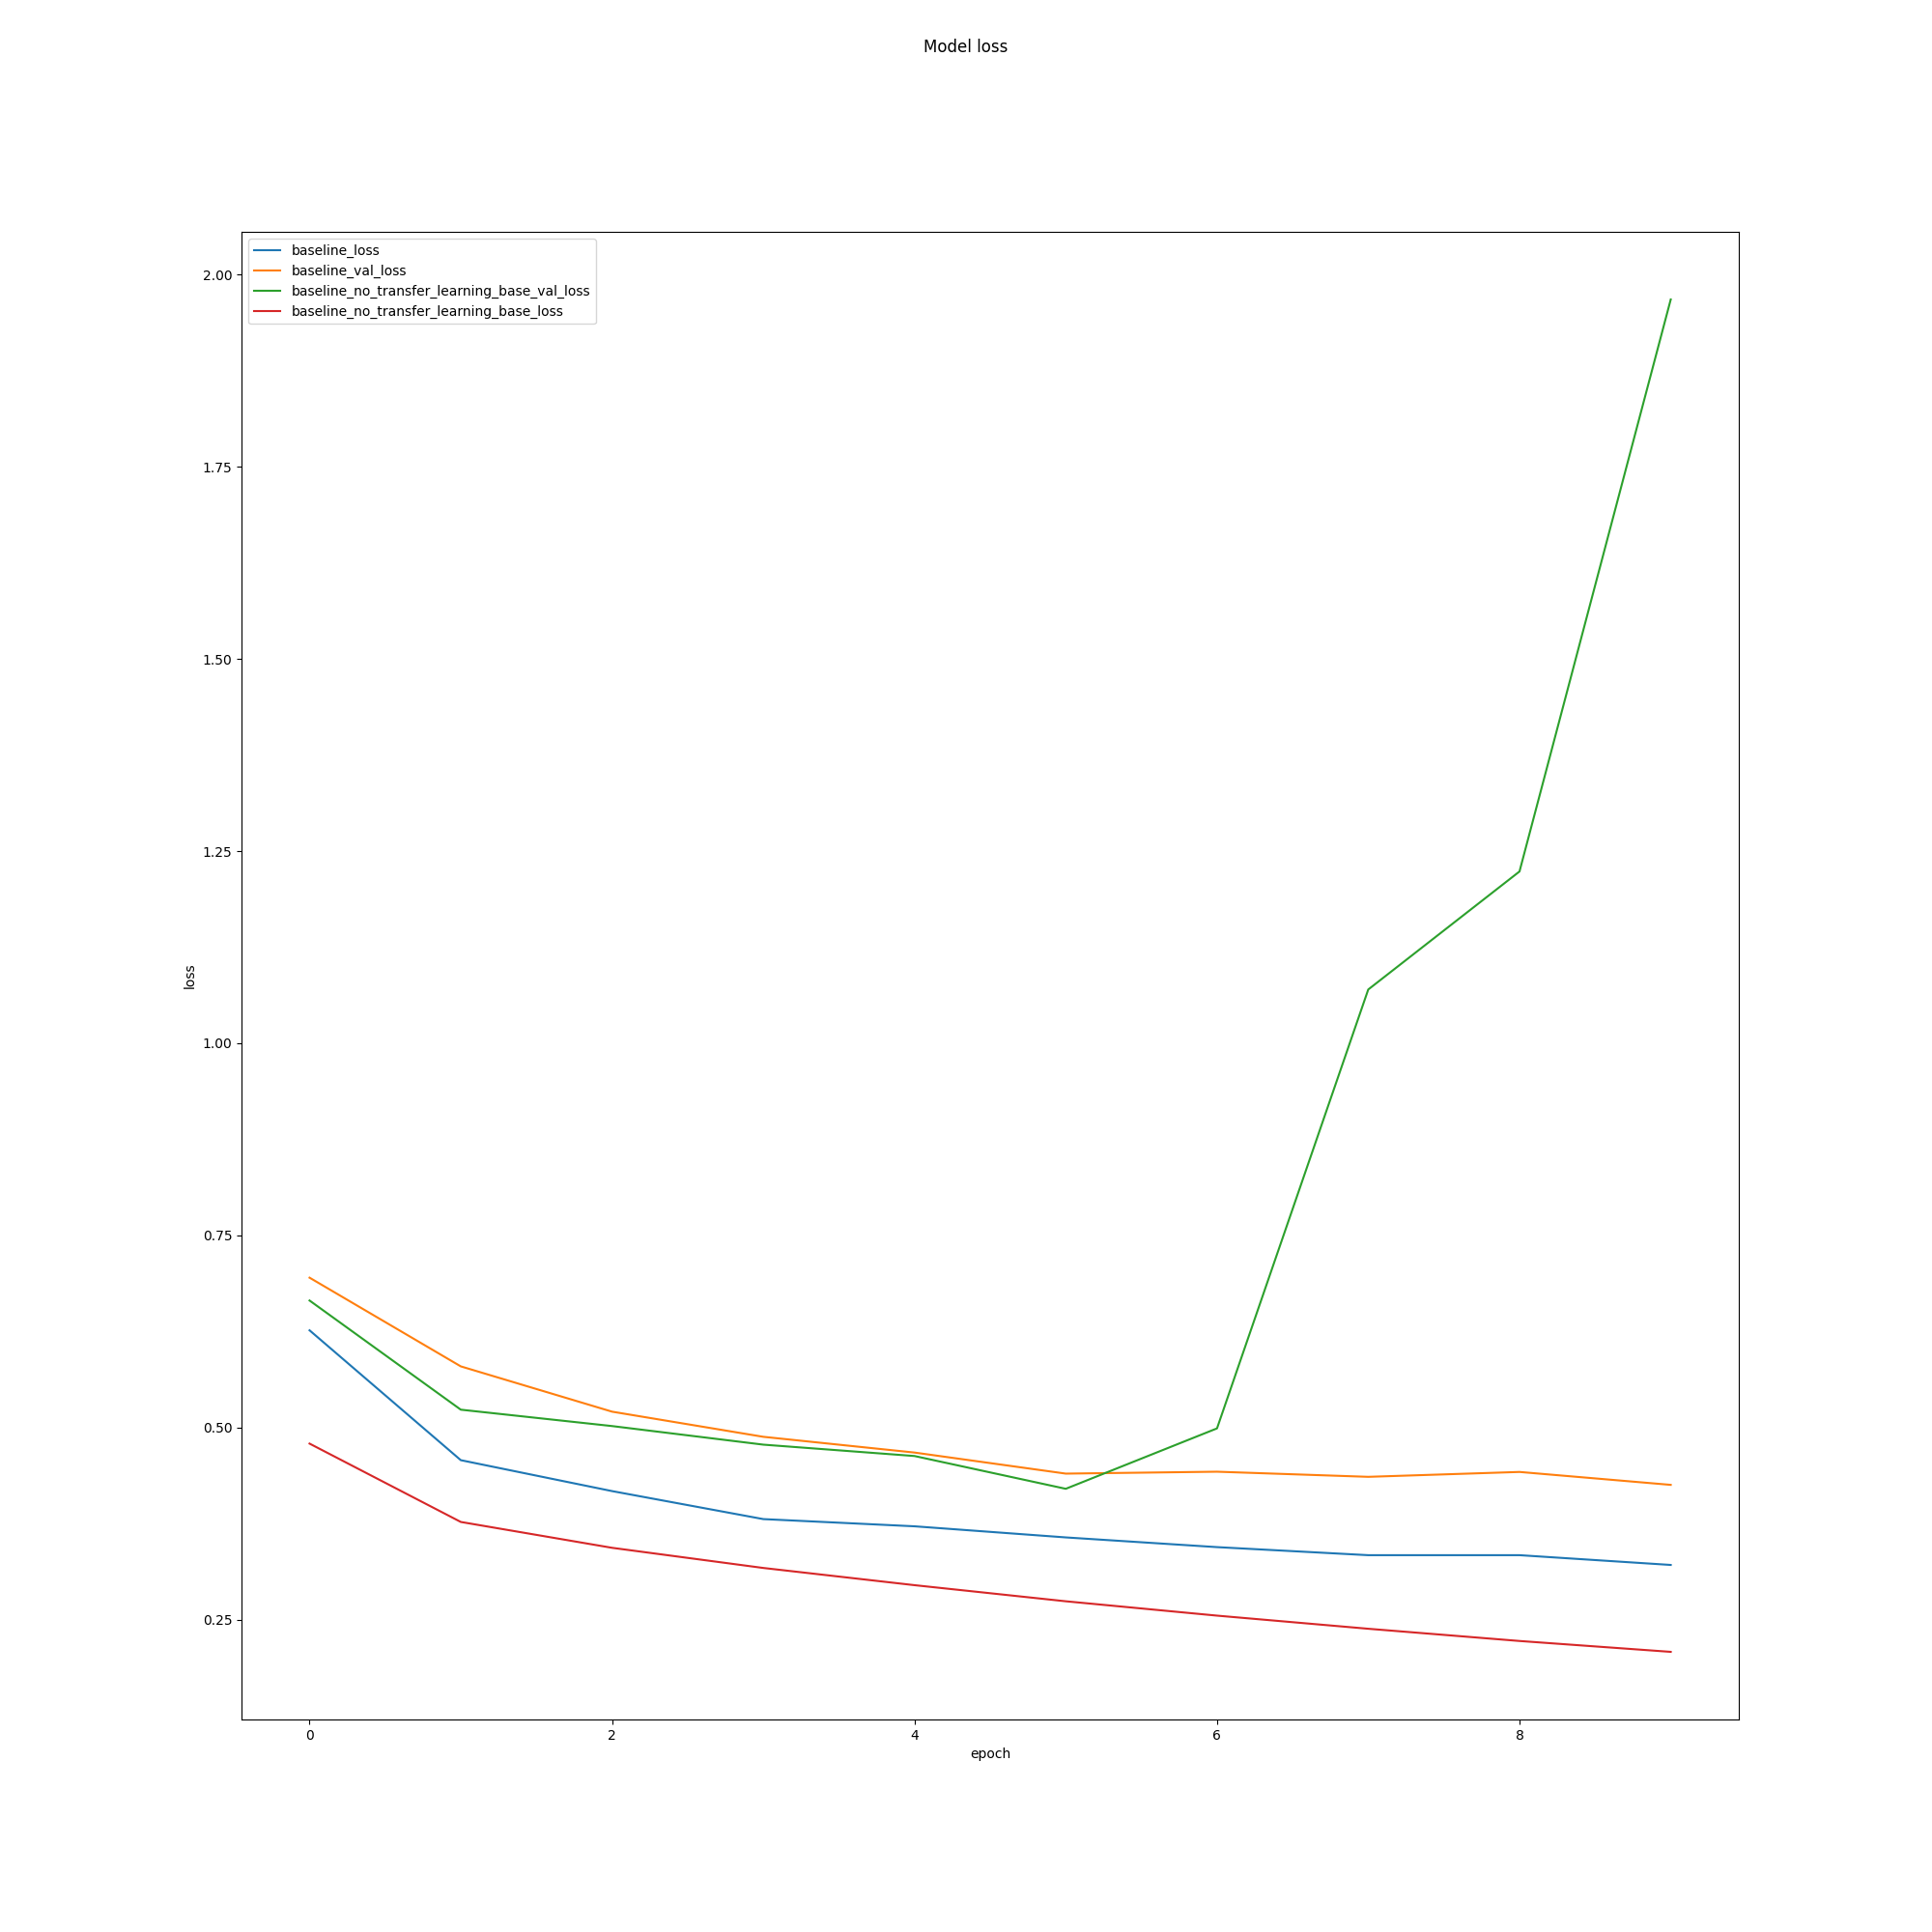 Model loss
baseline_loss
baseline_val_loss
baseline_no_transfer_learning_base_val_loss
baseline_no_transfer_learning_base_loss
2.00
1.75
1.50
1.25
1.00
0.75
0.50
0.25
loss
0 2 4 6 8
epoch